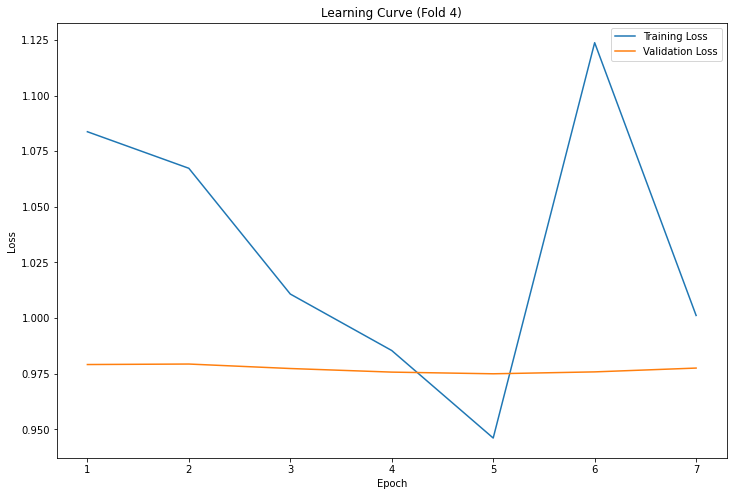 Learning Curve (Fold 4)
Training Loss
Validation Loss
1.125
1.100
1.075
1.050
1.025
1.000
0.975
0.950
Loss
1 2 3 4 5 6 7
Epoch